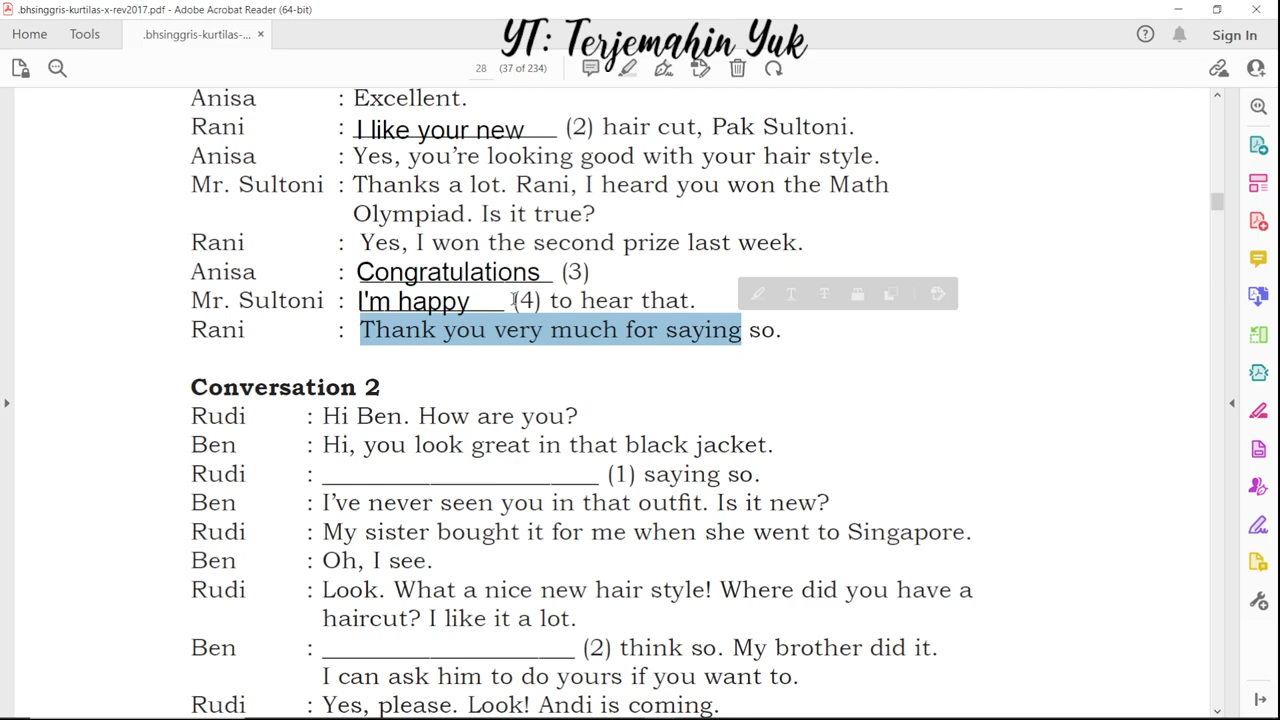 .bhsinggris-kurtilas-x-rev2017.pdf - Adobe Acrobat Reader (64-bit)
Home Tools .bhsinggris-kurtilas-... × Sign In
YT: Terjemahin Yuk
28 (37 of 234)
Anisa : Excellent.
Rani : I like your new (2) hair cut, Pak Sultoni.
Anisa : Yes, you're looking good with your hair style.
Mr. Sultoni : Thanks a lot. Rani, I heard you won the Math
Olympiad. Is it true?
Rani : Yes, I won the second prize last week.
Anisa : Congratulations (3)
Mr. Sultoni : I'm happy (4) to hear that.
Rani : Thank you very much for saying so.
Conversation 2
Rudi : Hi Ben. How are you?
Ben : Hi, you look great in that black jacket.
Rudi : ______________________ (1) saying so.
Ben : I've never seen you in that outfit. Is it new?
Rudi : My sister bought it for me when she went to Singapore.
Ben : Oh, I see.
Rudi : Look. What a nice new hair style! Where did you have a
haircut? I like it a lot.
Ben : ____________________ (2) think so. My brother did it.
I can ask him to do yours if you want to.
Rudi : Yes, please. Look! Andi is coming.